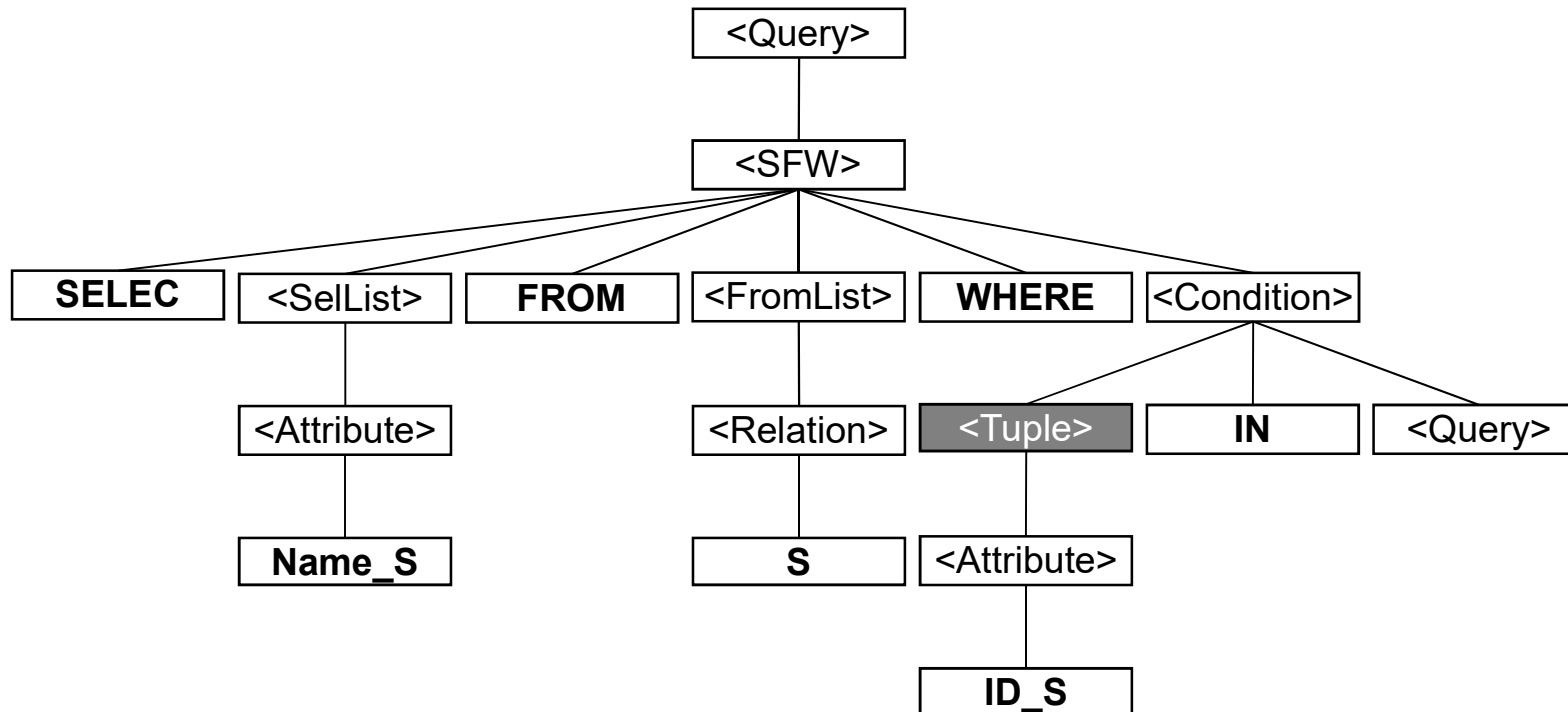 <Query>
<SFW>
SELEC <SelList> FROM <FromList> WHERE <Condition>
<Attribute> <Relation> <Tuple> IN <Query>
Name_S S <Attribute>
ID_S